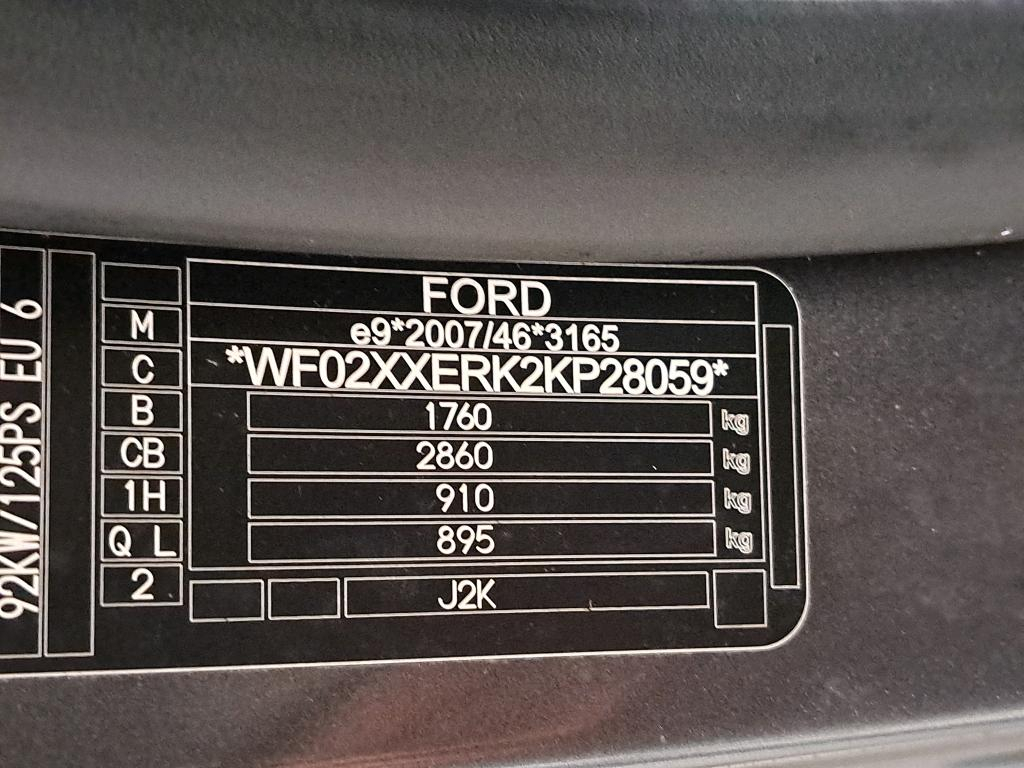 92KW/125PS EU 6
M
C
B
CB
1H
Q L
2
FORD
e9*2007/46*3165
*WF02XXERK2KP28059*
1760 kg
2860 kg
910 kg
895 kg
J2K